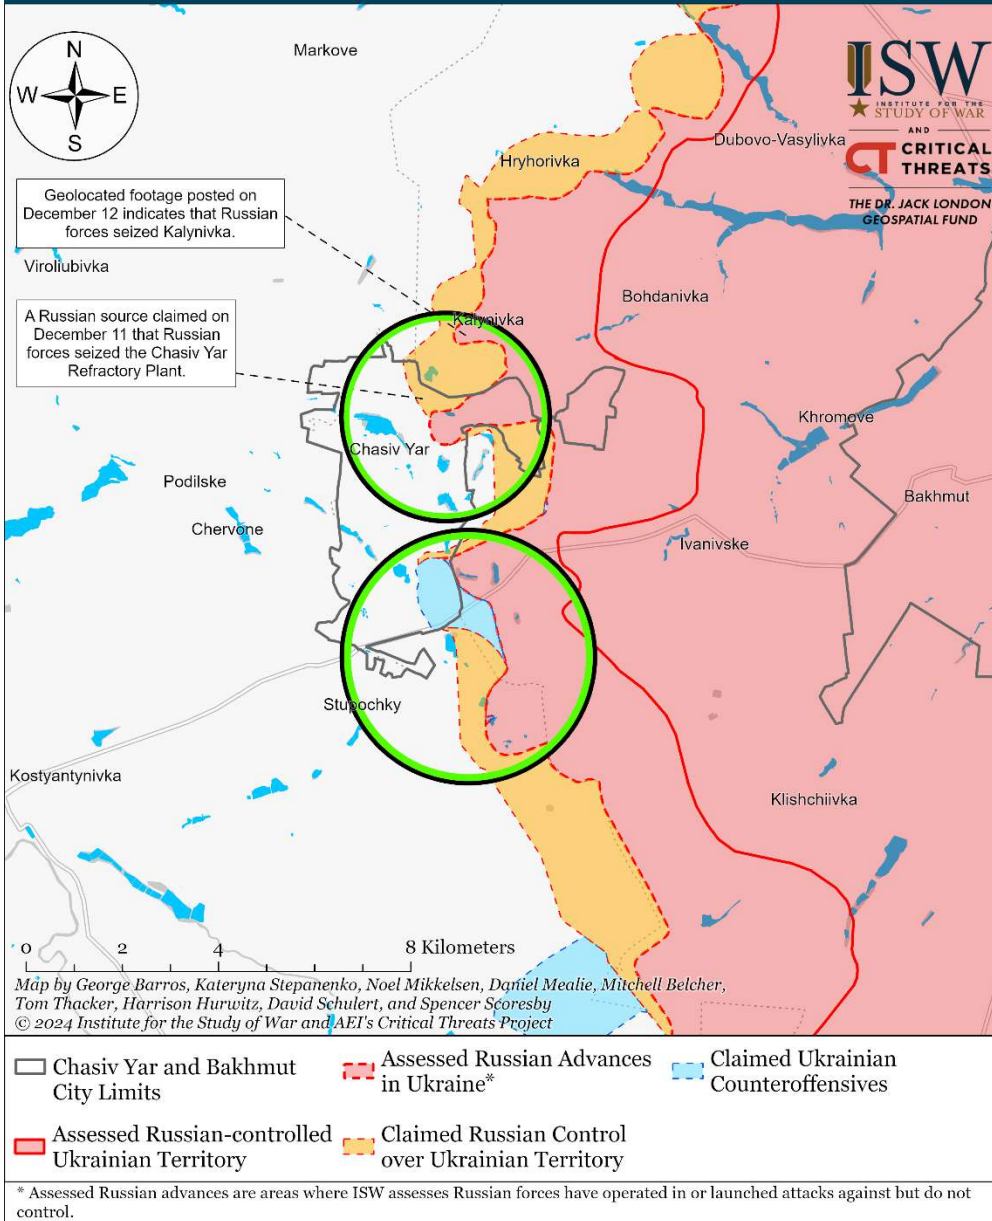 N
W
E
S
Markove
ISW
INSTITUTE FOR THE
STUDY OF WAR
AND
CT CRITICAL
THREATS
THE DR. JACK LONDON
GEOSPATIAL FUND
Dubovo-Vasylivka
Hryhorivka
Geolocated footage posted on
December 12 indicates that Russian
forces seized Kalynivka.
Viroliubivka
Bohdanivka
A Russian source claimed on
December 11 that Russian
forces seized the Chasiv Yar
Refractory Plant.
Kalynivka
Khromove
Chasiv Yar
Podilske
Bakhmut
Chervone
Ivanivske
Stupochky
Kostyantynivka
Klishchiivka
0 2 4 8 Kilometers
Map by George Barros, Kateryna Stepanenko, Noel Mikkelsen, Daniel Mealie, Mitchell Belcher,
Tom Thacker, Harrison Hurwitz, David Schulert, and Spencer Scoresby
© 2024 Institute for the Study of War and AEI's Critical Threats Project
Chasiv Yar and Bakhmut
City Limits
Assessed Russian Advances
in Ukraine*
Claimed Ukrainian
Counteroffensives
Assessed Russian-controlled
Ukrainian Territory
Claimed Russian Control
over Ukrainian Territory
* Assessed Russian advances are areas where ISW assesses Russian forces have operated in or launched attacks against but do not
control.